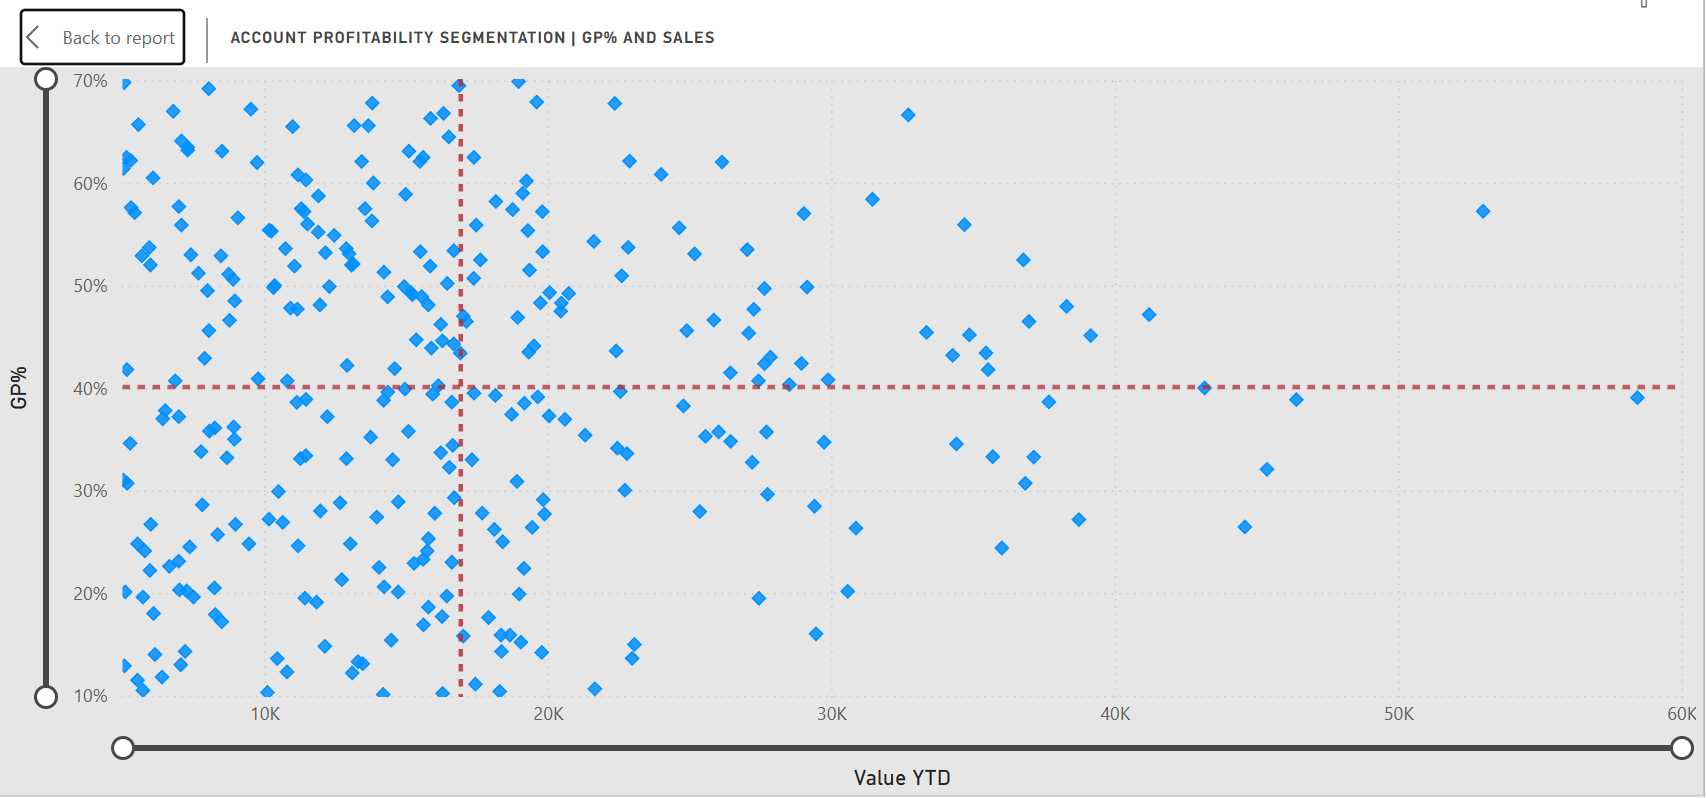 Back to report
ACCOUNT PROFITABILITY SEGMENTATION | GP% AND SALES
70%
60%
50%
40%
30%
20%
10%
GP%
10K 20K 30K 40K 50K 60K
Value YTD